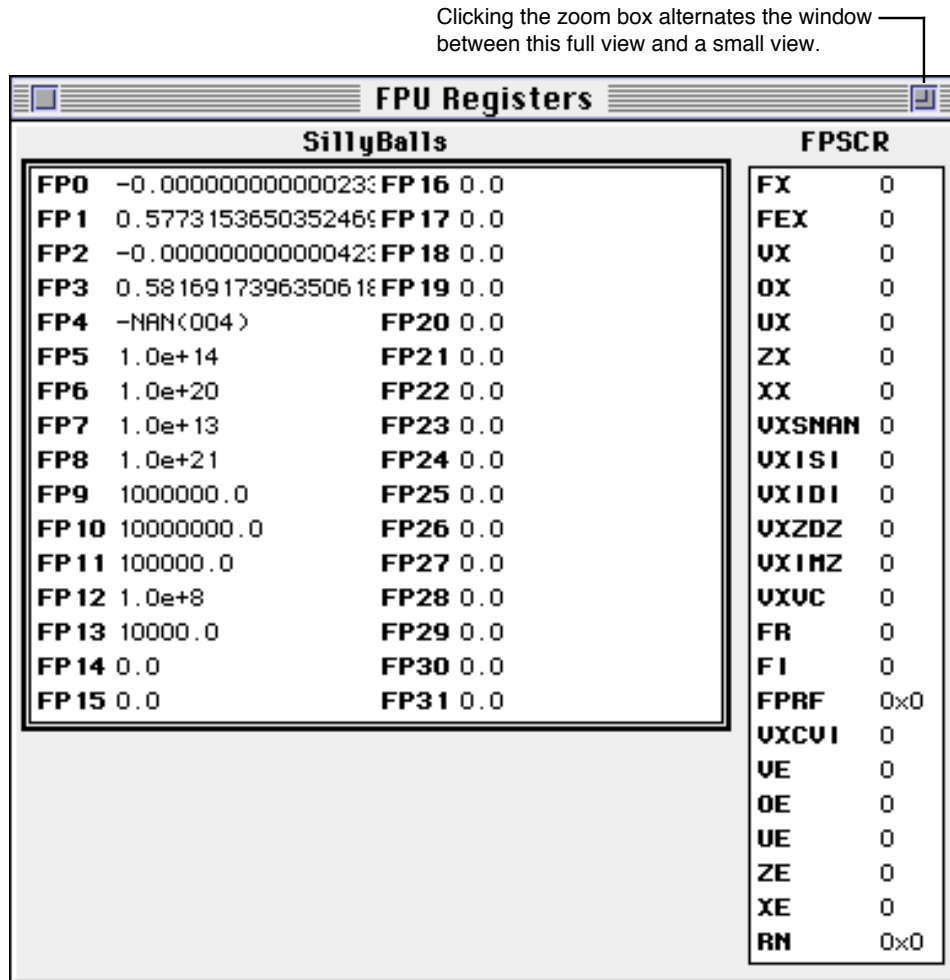 Clicking the zoom box alternates the window
between this full view and a small view.
FPU Registers
SillyBalls
FPSCR
FP0 -0.000000000000023 FP16 0.0
FP1 0.577315365035246 FP17 0.0
FP2 -0.000000000000042 FP18 0.0
FP3 0.58169173963506 18 FP19 0.0
FP4 -NAN(004) FP20 0.0
FP5 1.0e+14 FP21 0.0
FP6 1.0e+20 FP22 0.0
FP7 1.0e+13 FP23 0.0
FP8 1.0e+21 FP24 0.0
FP9 1000000.0 FP25 0.0
FP10 10000000.0 FP26 0.0
FP11 100000.0 FP27 0.0
FP12 1.0e+8 FP28 0.0
FP13 10000.0 FP29 0.0
FP14 0.0 FP30 0.0
FP15 0.0 FP31 0.0
FX 0
FEX 0
VX 0
OX 0
UX 0
ZX 0
XX 0
VXSNAN 0
VXISI 0
VXIDI 0
VXZDZ 0
VXIMZ 0
VXVC 0
FR 0
FI 0
FPRF 0x0
VXCVI 0
VE 0
OE 0
UE 0
ZE 0
XE 0
RN 0x0